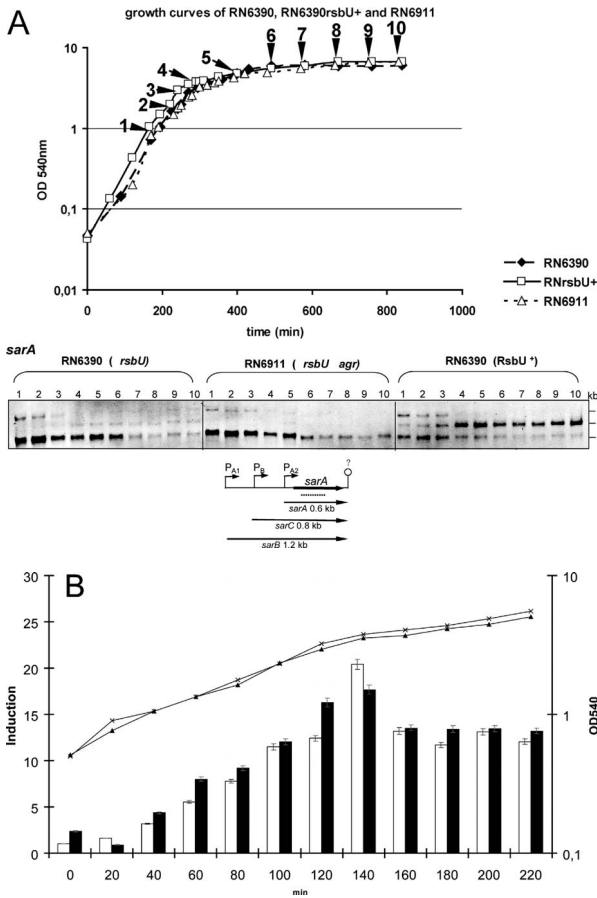 A
growth curves of RN6390, RN6390rsbU+ and RN6911
10
1
0,1
0,01
OD 540nm
1 2 3 4 5 6 7 8 9 10
0 200 400 600 800 1000
time (min)
RN6390
RNrsbU+
RN6911
sarA
RN6390 ( rsbU) RN6911 ( rsbU agr) RN6390 (RsbU +)
1 2 3 4 5 6 7 8 9 10 1 2 3 4 5 6 7 8 9 10 1 2 3 4 5 6 7 8 9 10 kb
PA1 PB PA2 sarA ?
sarA 0.6 kb
sarC 0.8 kb
sarB 1.2 kb
B
30
25
20
15
10
5
0
Induction
10
1
0,1
OD540
0 20 40 60 80 100 120 140 160 180 200 220
min